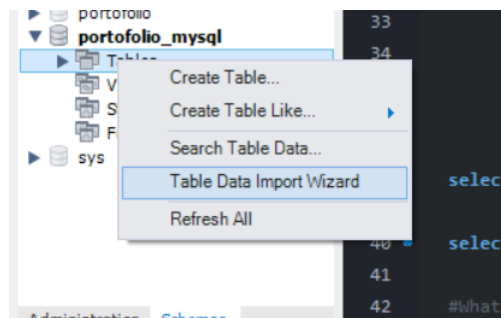 portofolio
portofolio_mysql
Tables
V
S
F
sys
Create Table...
Create Table Like...
Search Table Data...
Table Data Import Wizard
Refresh All
33
34
selec
40 selec
41
42 #What
Administration Schemas